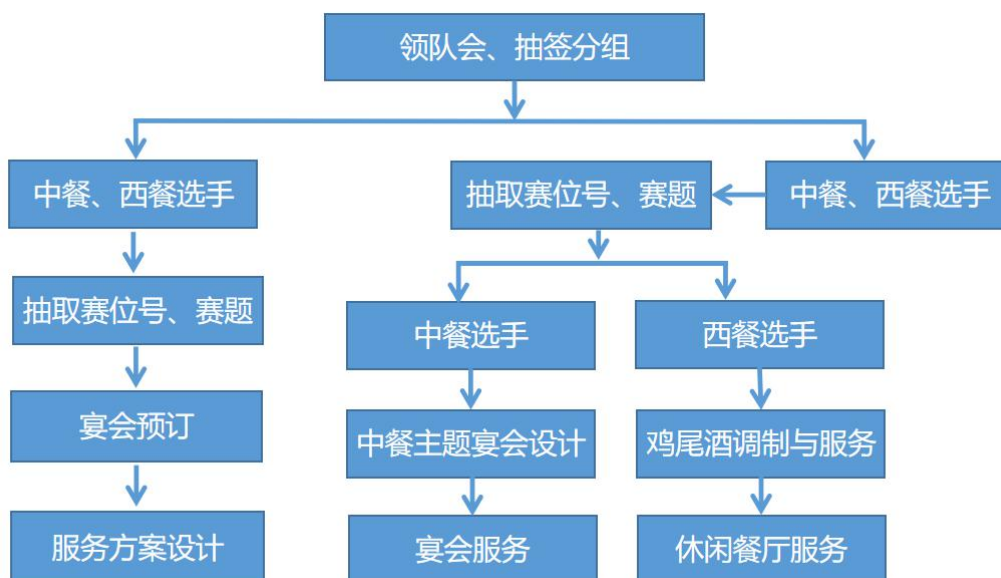 领队会、抽签分组
中餐、西餐选手
抽取赛位号、赛题
中餐、西餐选手
抽取赛位号、赛题
中餐选手
西餐选手
宴会预订
中餐主题宴会设计
鸡尾酒调制与服务
服务方案设计
宴会服务
休闲餐厅服务